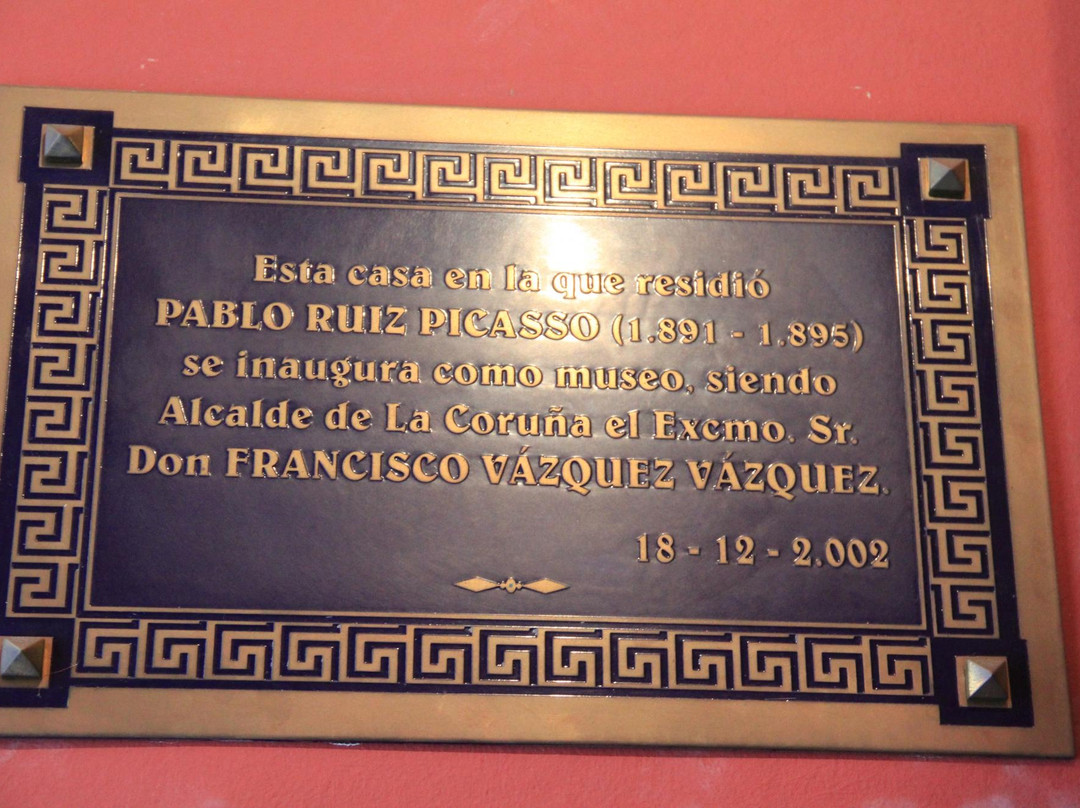 Esta casa en la que residió
PABLO RUIZ PICASSO (1.891 - 1.895)
se inaugura como museo, siendo
Alcalde de La Coruña el Excmo. Sr.
Don FRANCISCO VÁZQUEZ VÁZQUEZ.
18 - 12 - 2.002